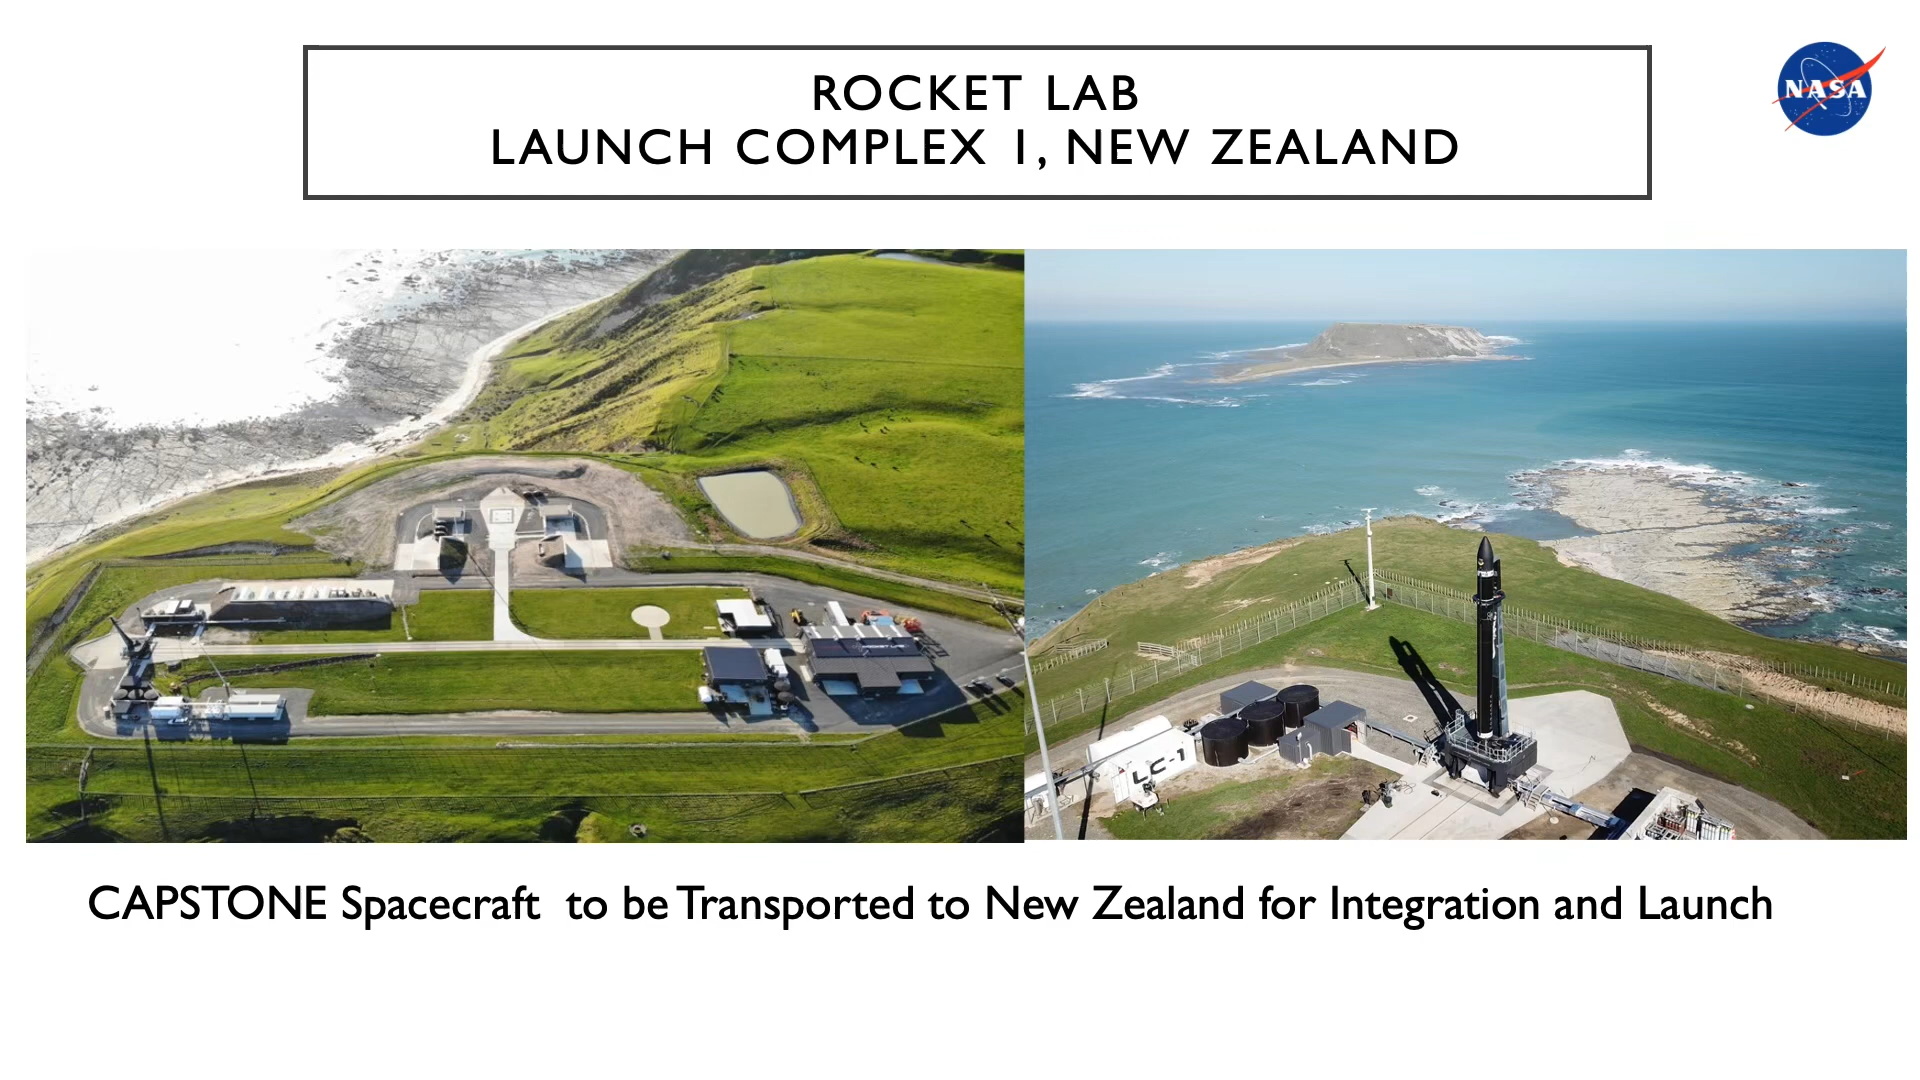 ROCKET LAB
LAUNCH COMPLEX 1, NEW ZEALAND
NASA
LC-1
CAPSTONE Spacecraft  to be Transported to New Zealand for Integration and Launch